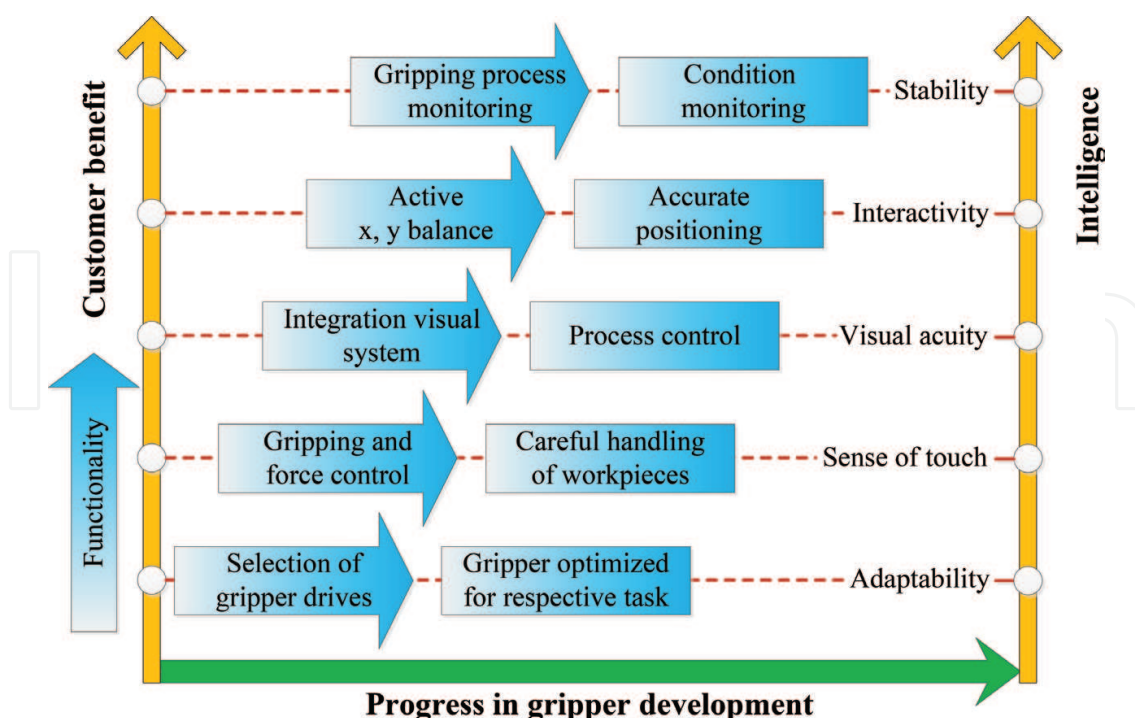 Customer benefit
Functionality
Gripping process
monitoring
Condition
monitoring
Stability
Active
x, y balance
Accurate
positioning
Interactivity
Integration visual
system
Process control
Visual acuity
Gripping and
force control
Careful handling
of workpieces
Sense of touch
Selection of
gripper drives
Gripper optimized
for respective task
Adaptability
Intelligence
Progress in gripper development